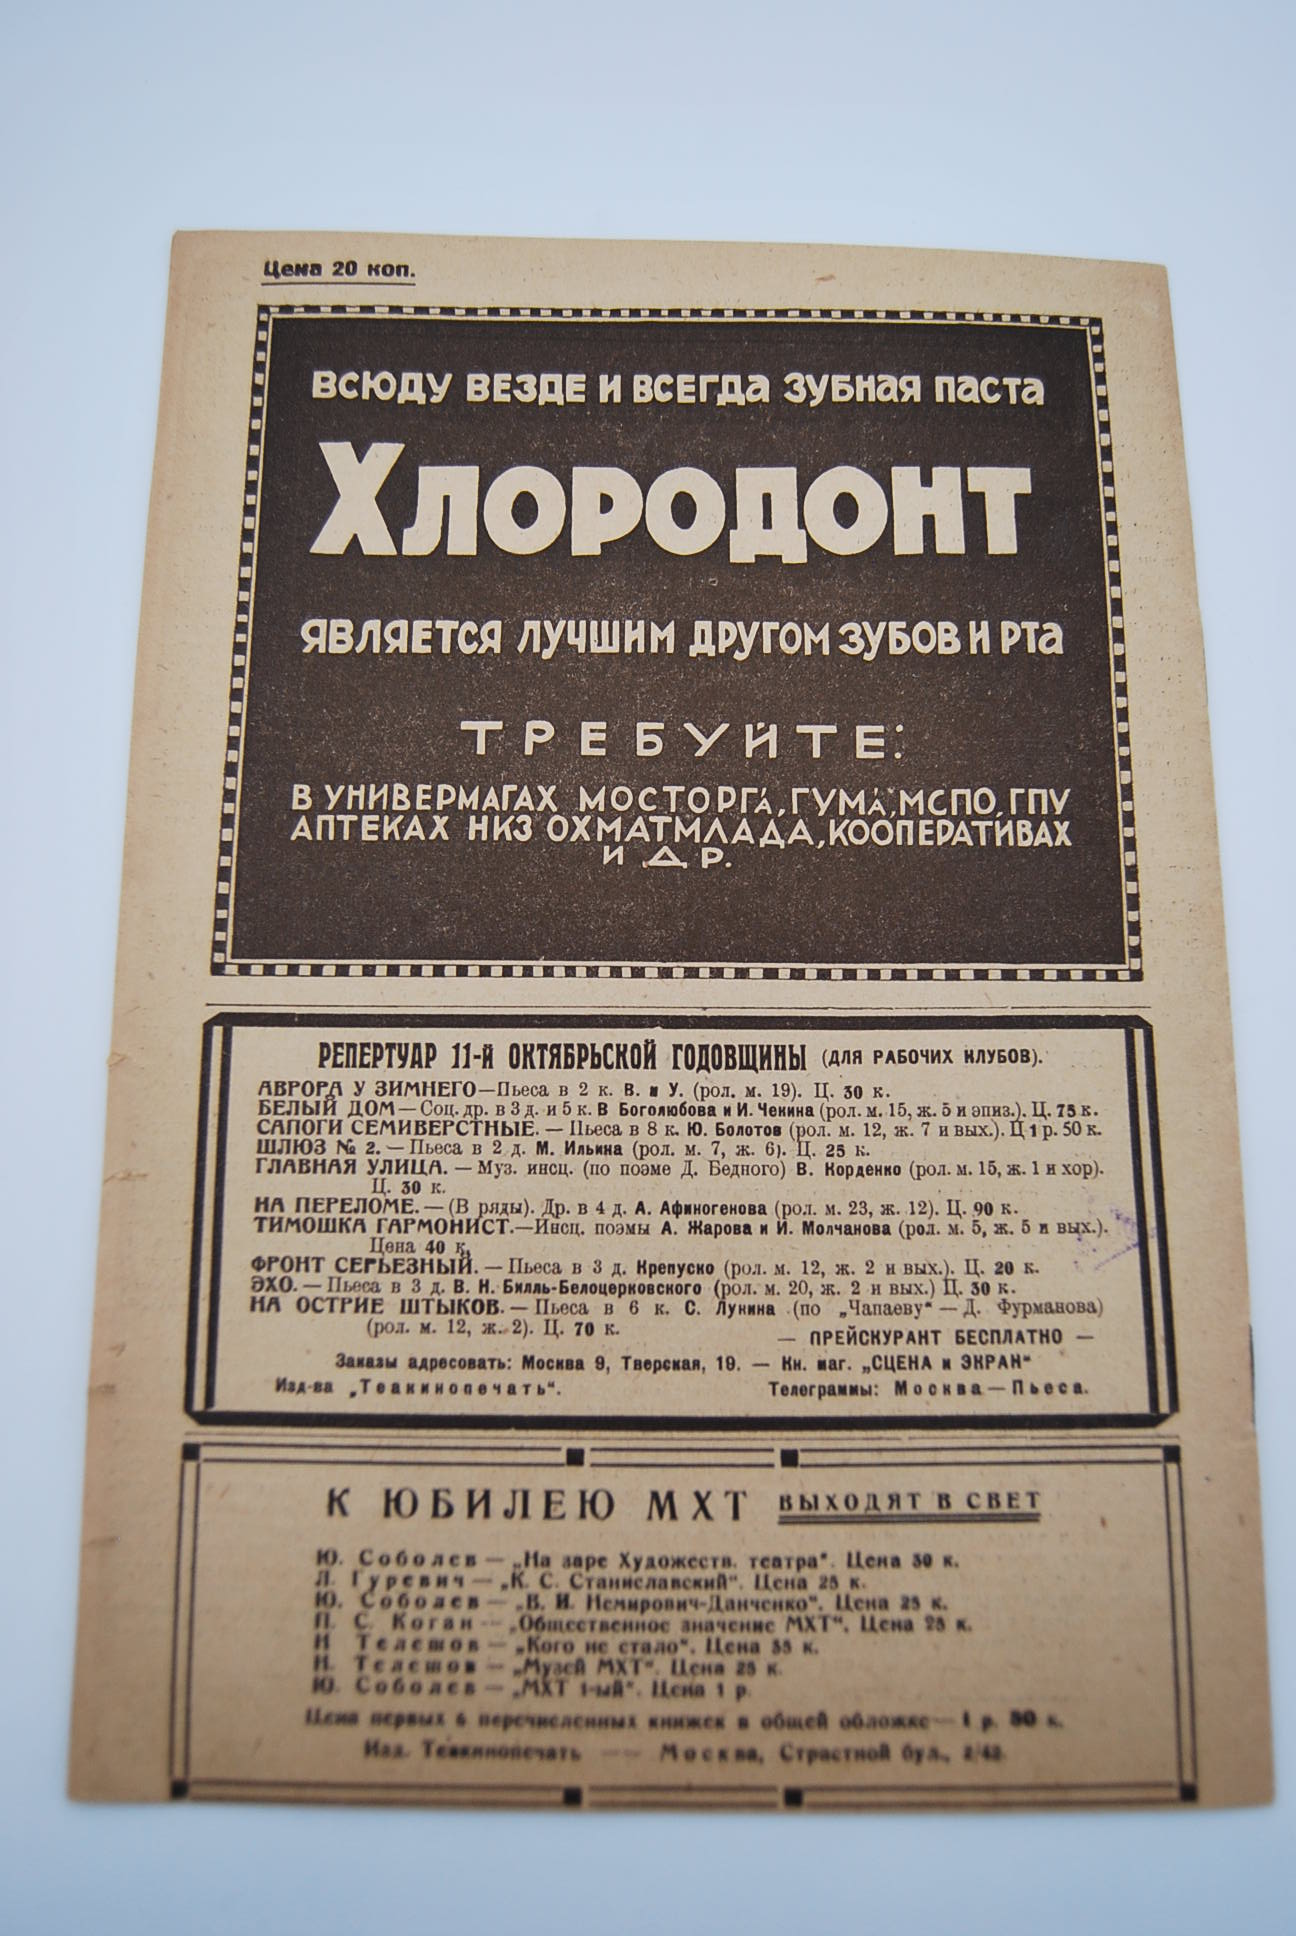 Цена 20 коп.
ВСЮДУ ВЕЗДЕ И ВСЕГДА ЗУБНАЯ ПАСТА
ХЛОРОДОНТ
ЯВЛЯЕТСЯ ЛУЧШИМ ДРУГОМ ЗУБОВ И РТА
ТРЕБУЙТЕ:
В УНИВЕРМАГАХ МОСТОРГА, ГУМА, МСПО, ГПУ
АПТЕКАХ НКЗ ОХМАТМЛАДА, КООПЕРАТИВАХ
И ДР.
РЕПЕРТУАР 11-й ОКТЯБРЬСКОЙ ГОДОВЩИНЫ (ДЛЯ РАБОЧИХ КЛУБОВ).
АВРОРА У ЗИМНЕГО—Пьеса в 2 к. В. и У. (рол. м. 19). Ц. 30 к.
БЕЛЫЙ ДОМ—Соц. др. в 3 д. и 5 к. В Боголюбова и И. Чекина (рол. м. 15, ж. 5 и эпиз.). Ц. 75 к.
САПОГИ СЕМИВЕРСТНЫЕ. — Пьеса в 8 к. Ю. Болотов (рол. м. 12, ж. 7 и вых.). Ц 1 р. 50 к.
ШЛЮЗ № 2. — Пьеса в 2 д. М. Ильина (рол. м. 7, ж. 6). Ц. 25 к.
ГЛАВНАЯ УЛИЦА. — Муз. инсц. (по поэме Д. Бедного) В. Корденко (рол. м. 15, ж. 1 и хор).
Ц. 30 к.
НА ПЕРЕЛОМЕ. — (В ряды). Др. в 4 д. А. Афиногенова (рол. м. 23, ж. 12). Ц. 90 к.
ТИМОШКА ГАРМОНИСТ.—Инсц. поэмы А. Жарова и И. Молчанова (рол. м. 5, ж. 5 и вых.).
Цена 40 к.
ФРОНТ СЕРЬЕЗНЫЙ. — Пьеса в 3 д. Крепуско (рол. м. 12, ж. 2 и вых.). Ц. 20 к.
ЭХО. — Пьеса в 3 д. В. Н. Билль-Белоцерковского (рол. м. 20, ж. 2 и вых.) Ц. 30 к.
НА ОСТРИЕ ШТЫКОВ. — Пьеса в 6 к. С. Лунина (по „Чапаеву“ — Д. Фурманова)
(рол. м. 12, ж. 2). Ц. 70 к.
— ПРЕЙСКУРАНТ БЕСПЛАТНО —
Заказы адресовать: Москва 9, Тверская, 19. — Кн. маг. „СЦЕНА и ЭКРАН“
Изд-ва „Теакинопечать“. Телеграммы: Москва—Пьеса.
К ЮБИЛЕЮ МХТ ВЫХОДЯТ В СВЕТ
Ю. Соболев — „На заре Художеств. театра“. Цена 30 к.
Л. Гуревич — „К. С. Станиславский“. Цена 25 к.
Ю. Соболев — „В. И. Немирович-Данченко“. Цена 25 к.
П. С. Коган — „Общественное значение МХТ“. Цена 25 к.
Н Телешов — „Кого не стало“. Цена 35 к.
Н. Телешов — „Музей МХТ“. Цена 25 к.
Ю. Соболев — „МХТ 1-ый“. Цена 1 р.
Цена первых 6 перечисленных книжек в общей обложке — 1 р. 50 к.
Изд. Теакинопечать — Москва, Страстной бул., 2/42.